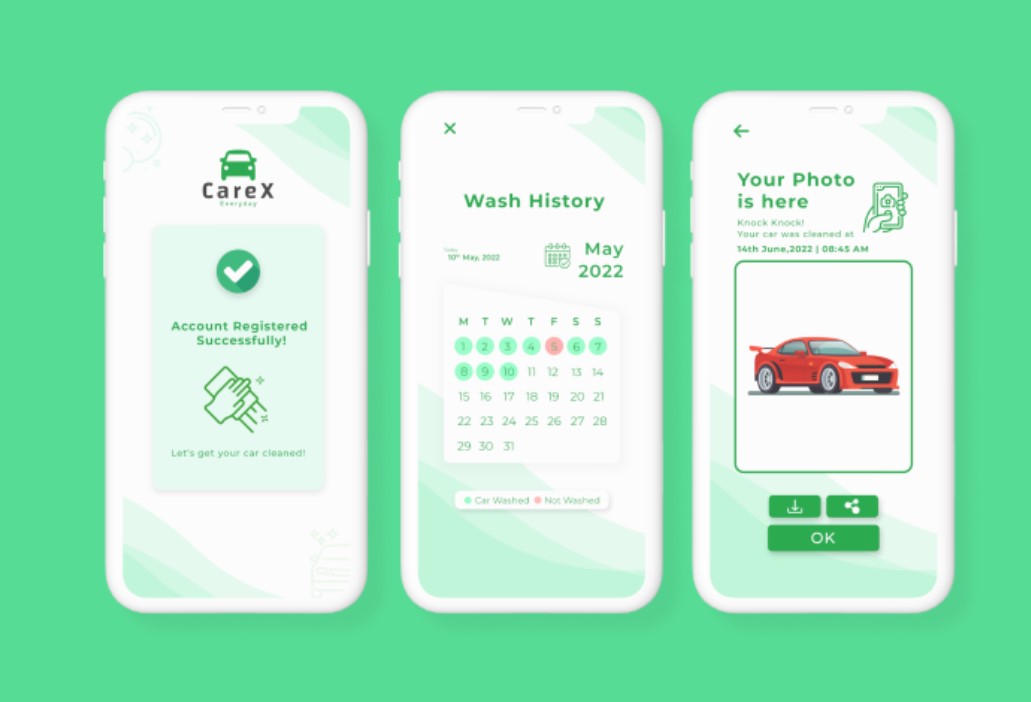 CareX
Everyday
Account Registered
Successfully!
Let's get your car cleaned!
Wash History
Today
10th May, 2022
May
2022
M T W T F S S
1 2 3 4 5 6 7
8 9 10 11 12 13 14
15 16 17 18 19 20 21
22 23 24 25 26 27 28
29 30 31
Car Washed Not Washed
Your Photo
is here
Knock Knock!
Your car was cleaned at
14th June,2022 | 08:45 AM
OK